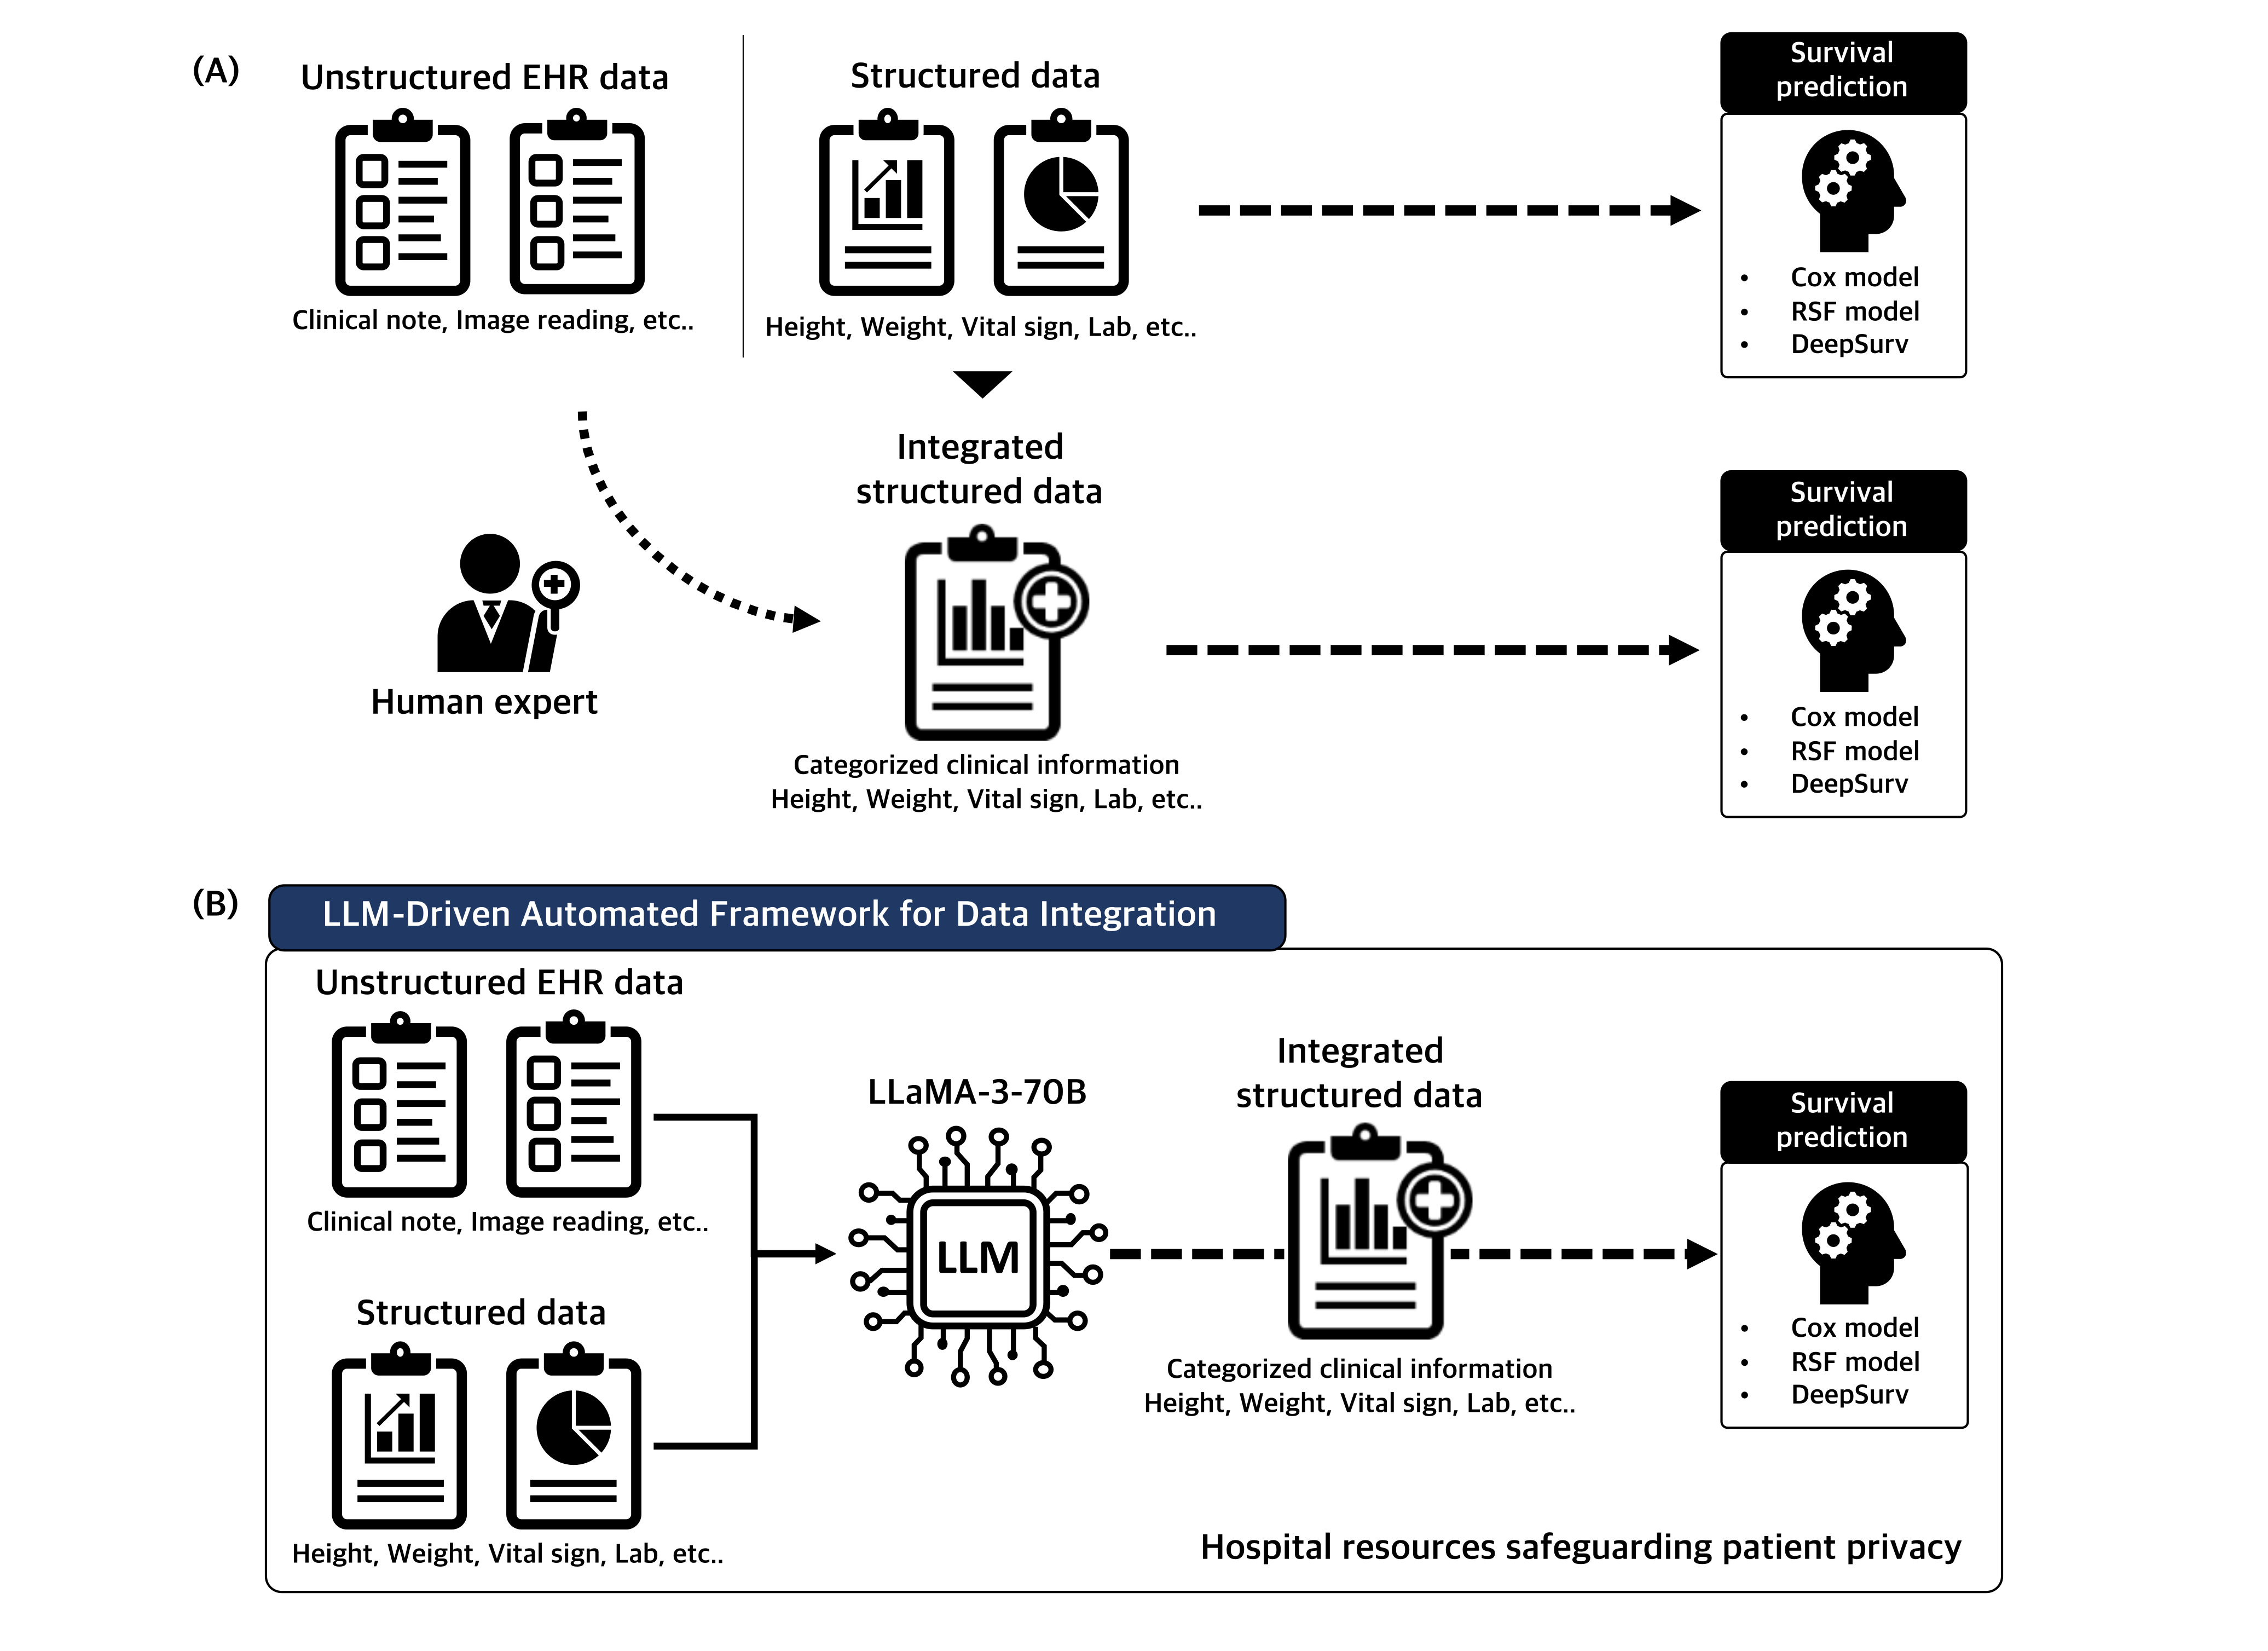 (A)
Unstructured EHR data
Clinical note, Image reading, etc..
Structured data
Height, Weight, Vital sign, Lab, etc..
Survival
prediction
• Cox model
• RSF model
• DeepSurv
Human expert
Integrated
structured data
Categorized clinical information
Height, Weight, Vital sign, Lab, etc..
Survival
prediction
• Cox model
• RSF model
• DeepSurv
(B)
LLM-Driven Automated Framework for Data Integration
Unstructured EHR data
Clinical note, Image reading, etc..
Structured data
Height, Weight, Vital sign, Lab, etc..
LLaMA-3-70B
LLM
Integrated
structured data
Categorized clinical information
Height, Weight, Vital sign, Lab, etc..
Survival
prediction
• Cox model
• RSF model
• DeepSurv
Hospital resources safeguarding patient privacy